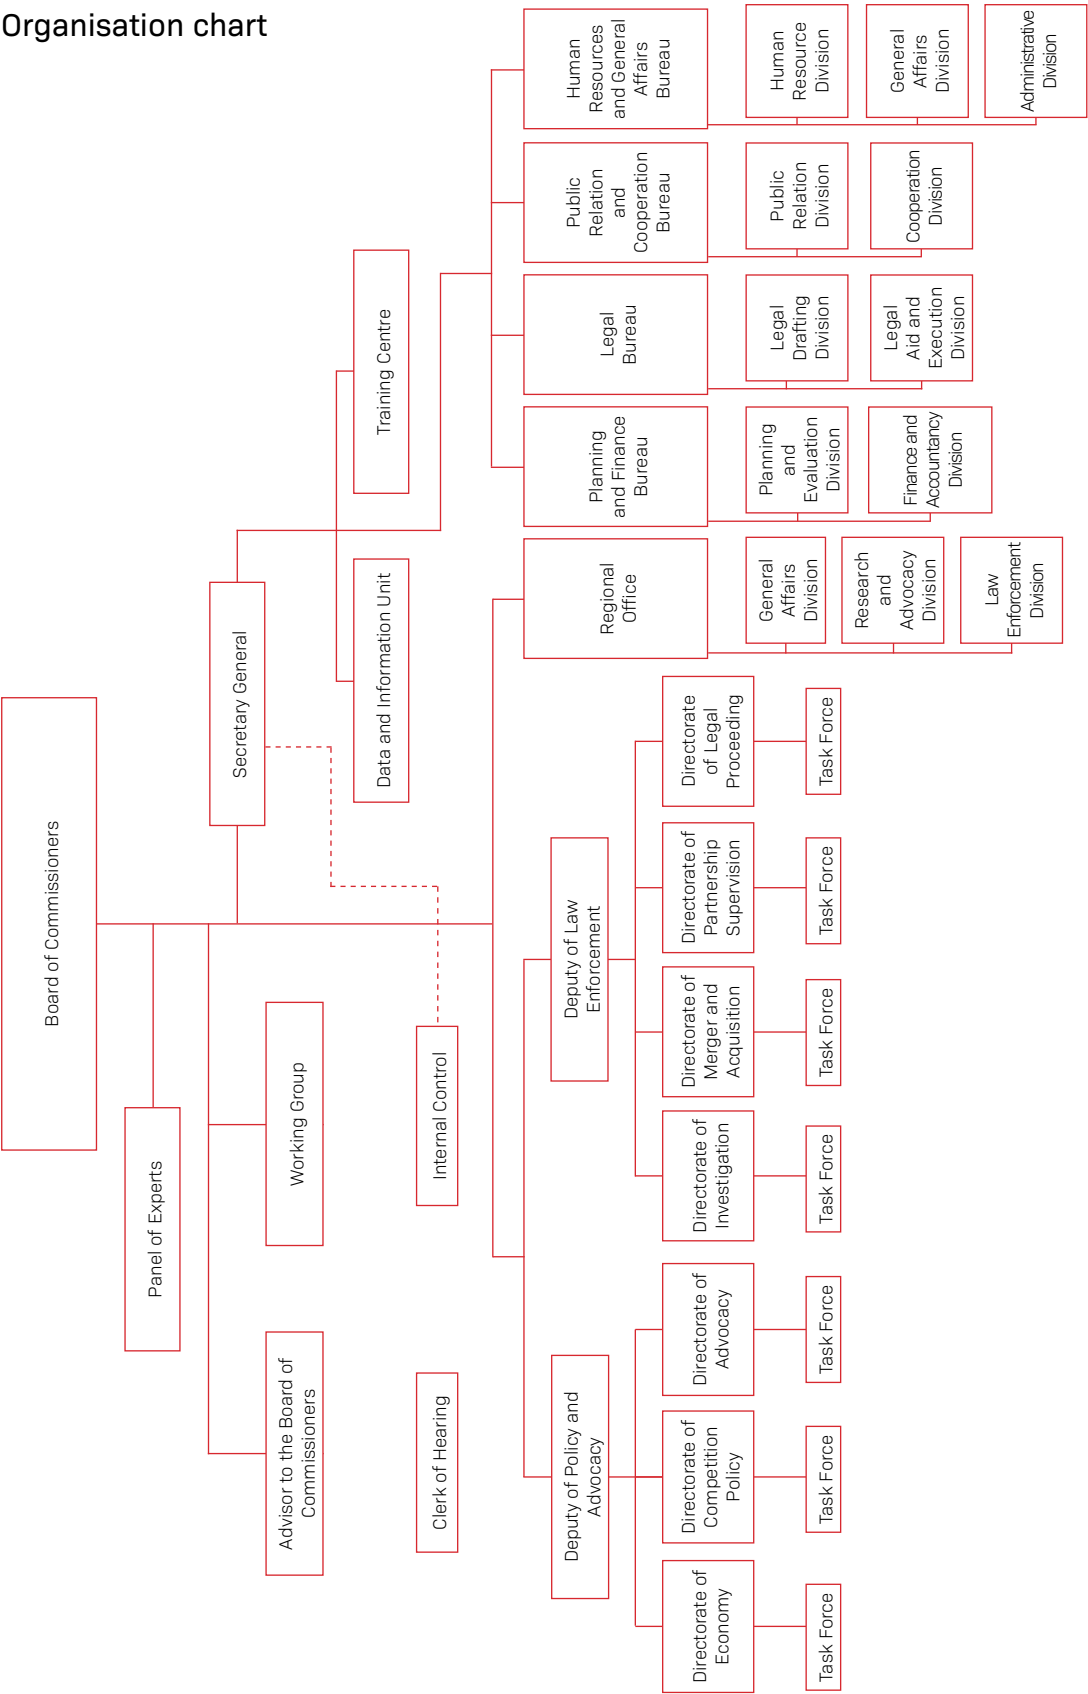 Organisation chart
Board of Commissioners
Panel of Experts
Secretary General
Advisor to the Board of
Commissioners
Working Group
Data and Information Unit
Training Centre
Clerk of Hearing
Internal Control
Deputy of Policy and
Advocacy
Deputy of Law
Enforcement
Regional
Office
Planning
and Finance
Bureau
Legal
Bureau
Public
Relation
and
Cooperation
Bureau
Human
Resources
and General
Affairs
Bureau
Directorate of
Economy
Directorate of
Competition
Policy
Directorate of
Advocacy
Directorate of
Investigation
Directorate of
Merger and
Acquisition
Directorate of
Partnership
Supervision
Directorate
of Legal
Proceeding
General
Affairs
Division
Planning
and
Evaluation
Division
Legal
Drafting
Division
Public
Relation
Division
Human
Resource
Division
Task Force
Task Force
Task Force
Task Force
Task Force
Task Force
Task Force
Research
and
Advocacy
Division
Finance and
Accountancy
Division
Legal
Aid and
Execution
Division
Cooperation
Division
General
Affairs
Division
Law
Enforcement
Division
Administrative
Division